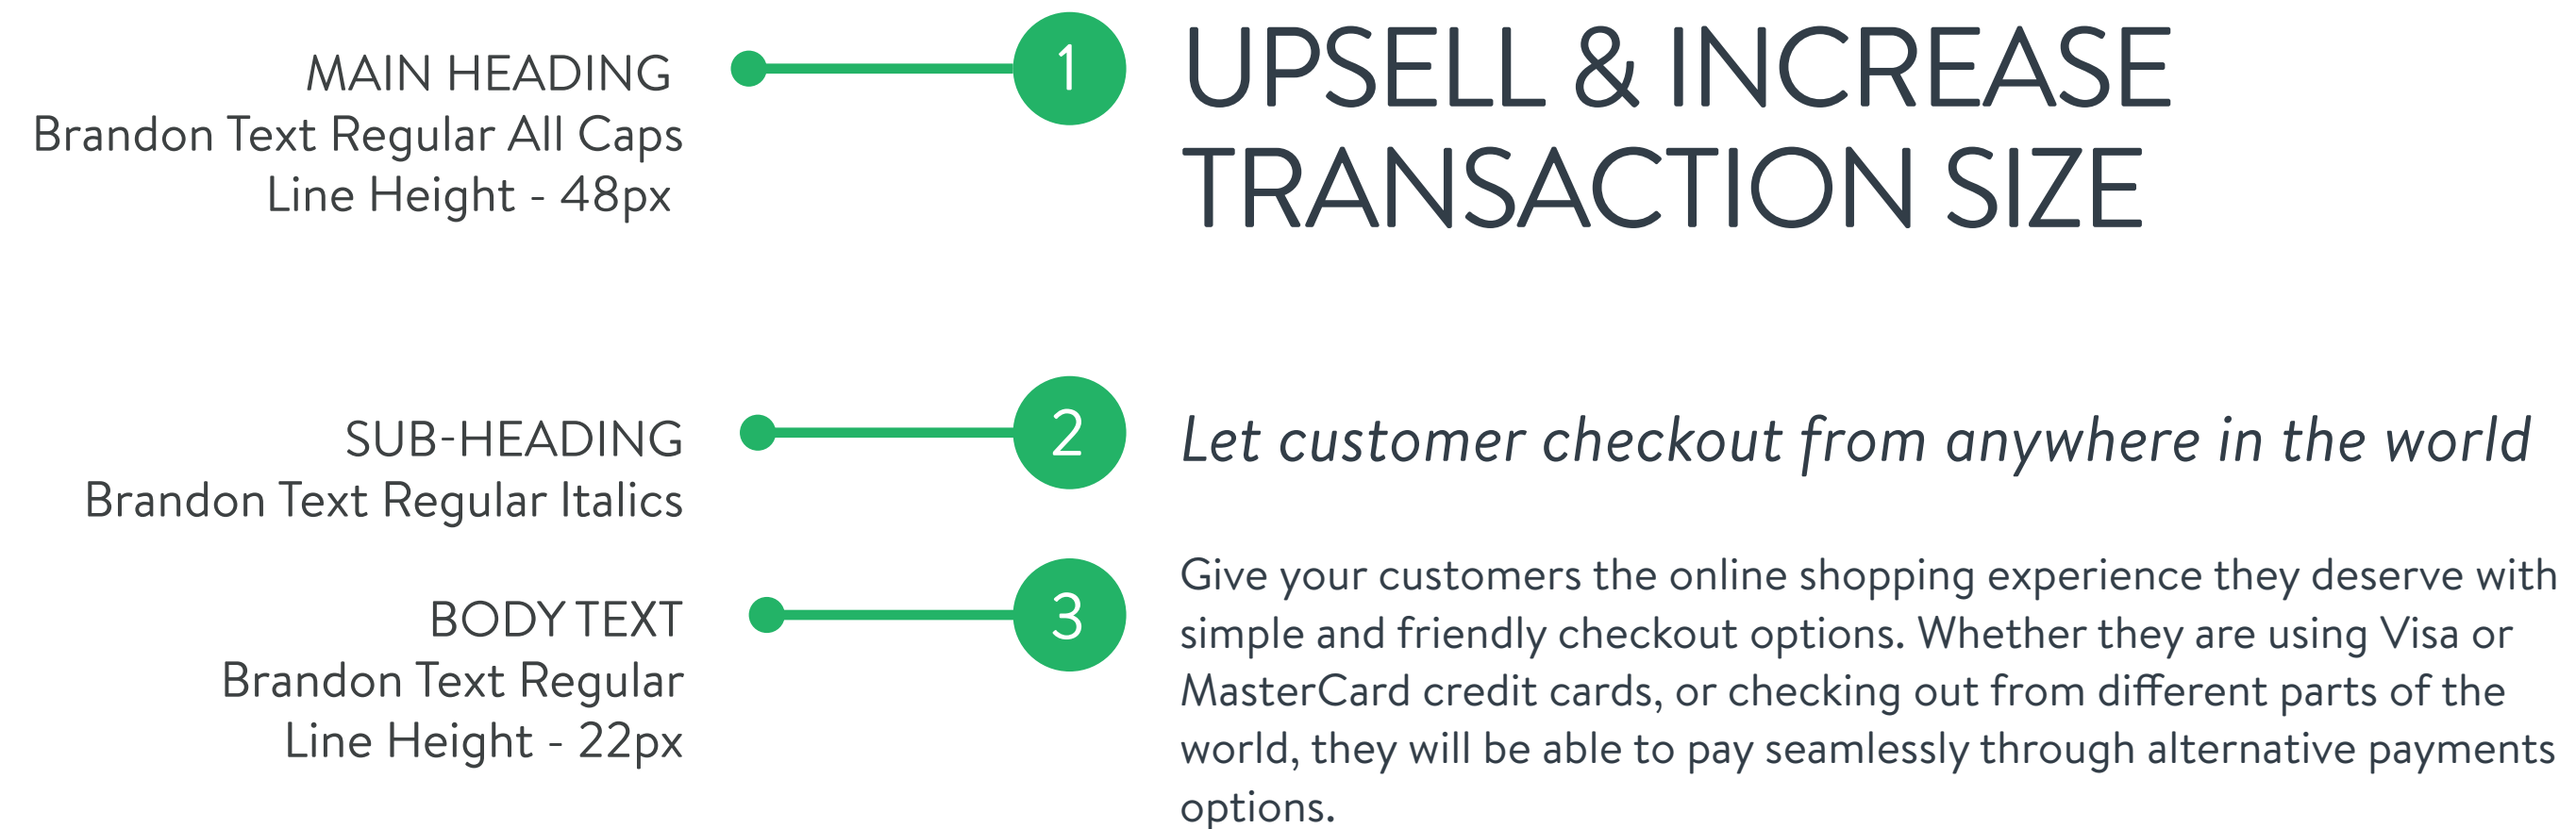 MAIN HEADING
Brandon Text Regular All Caps
Line Height - 48px
1
UPSELL & INCREASE
TRANSACTION SIZE
SUB-HEADING
Brandon Text Regular Italics
2
Let customer checkout from anywhere in the world
BODY TEXT
Brandon Text Regular
Line Height - 22px
3
Give your customers the online shopping experience they deserve with
simple and friendly checkout options. Whether they are using Visa or
MasterCard credit cards, or checking out from different parts of the
world, they will be able to pay seamlessly through alternative payments
options.